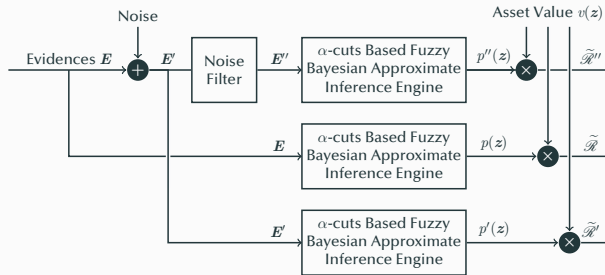 Noise
Asset Value v(z)
Evidences E
E′
Noise
Filter
E″
α-cuts Based Fuzzy
Bayesian Approximate
Inference Engine
p″(z)
ℛ̃″
E
α-cuts Based Fuzzy
Bayesian Approximate
Inference Engine
p(z)
ℛ̃
E′
α-cuts Based Fuzzy
Bayesian Approximate
Inference Engine
p′(z)
ℛ̃′